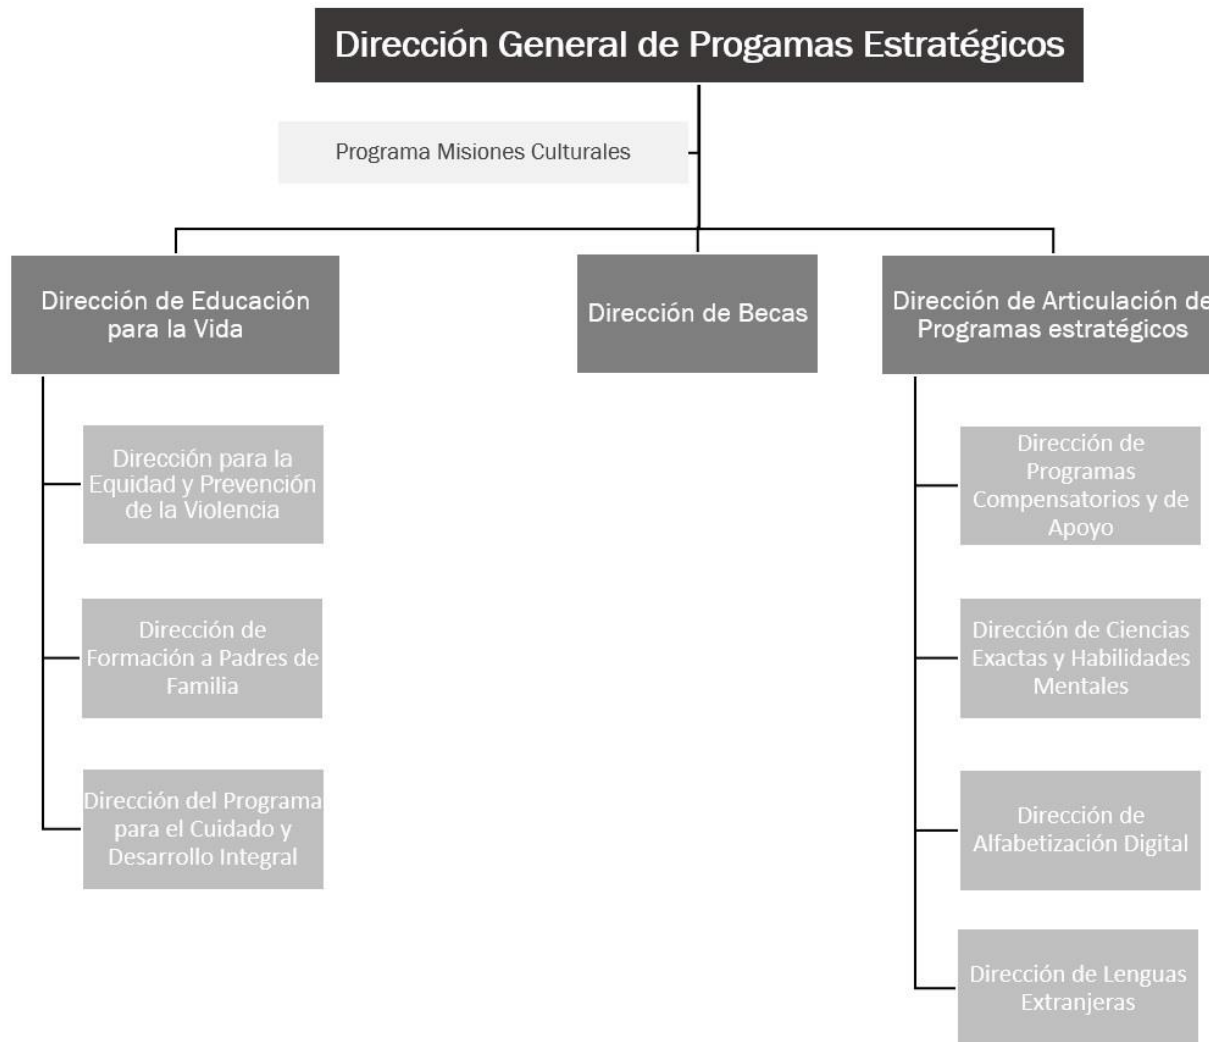 Dirección General de Progamas Estratégicos
Programa Misiones Culturales
Dirección de Educación
para la Vida
Dirección de Becas
Dirección de Articulación de
Programas estratégicos
Dirección para la
Equidad y Prevención
de la Violencia
Dirección de
Formación a Padres de
Familia
Dirección del Programa
para el Cuidado y
Desarrollo Integral
Dirección de
Programas
Compensatorios y de
Apoyo
Dirección de Ciencias
Exactas y Habilidades
Mentales
Dirección de
Alfabetización Digital
Dirección de Lenguas
Extranjeras